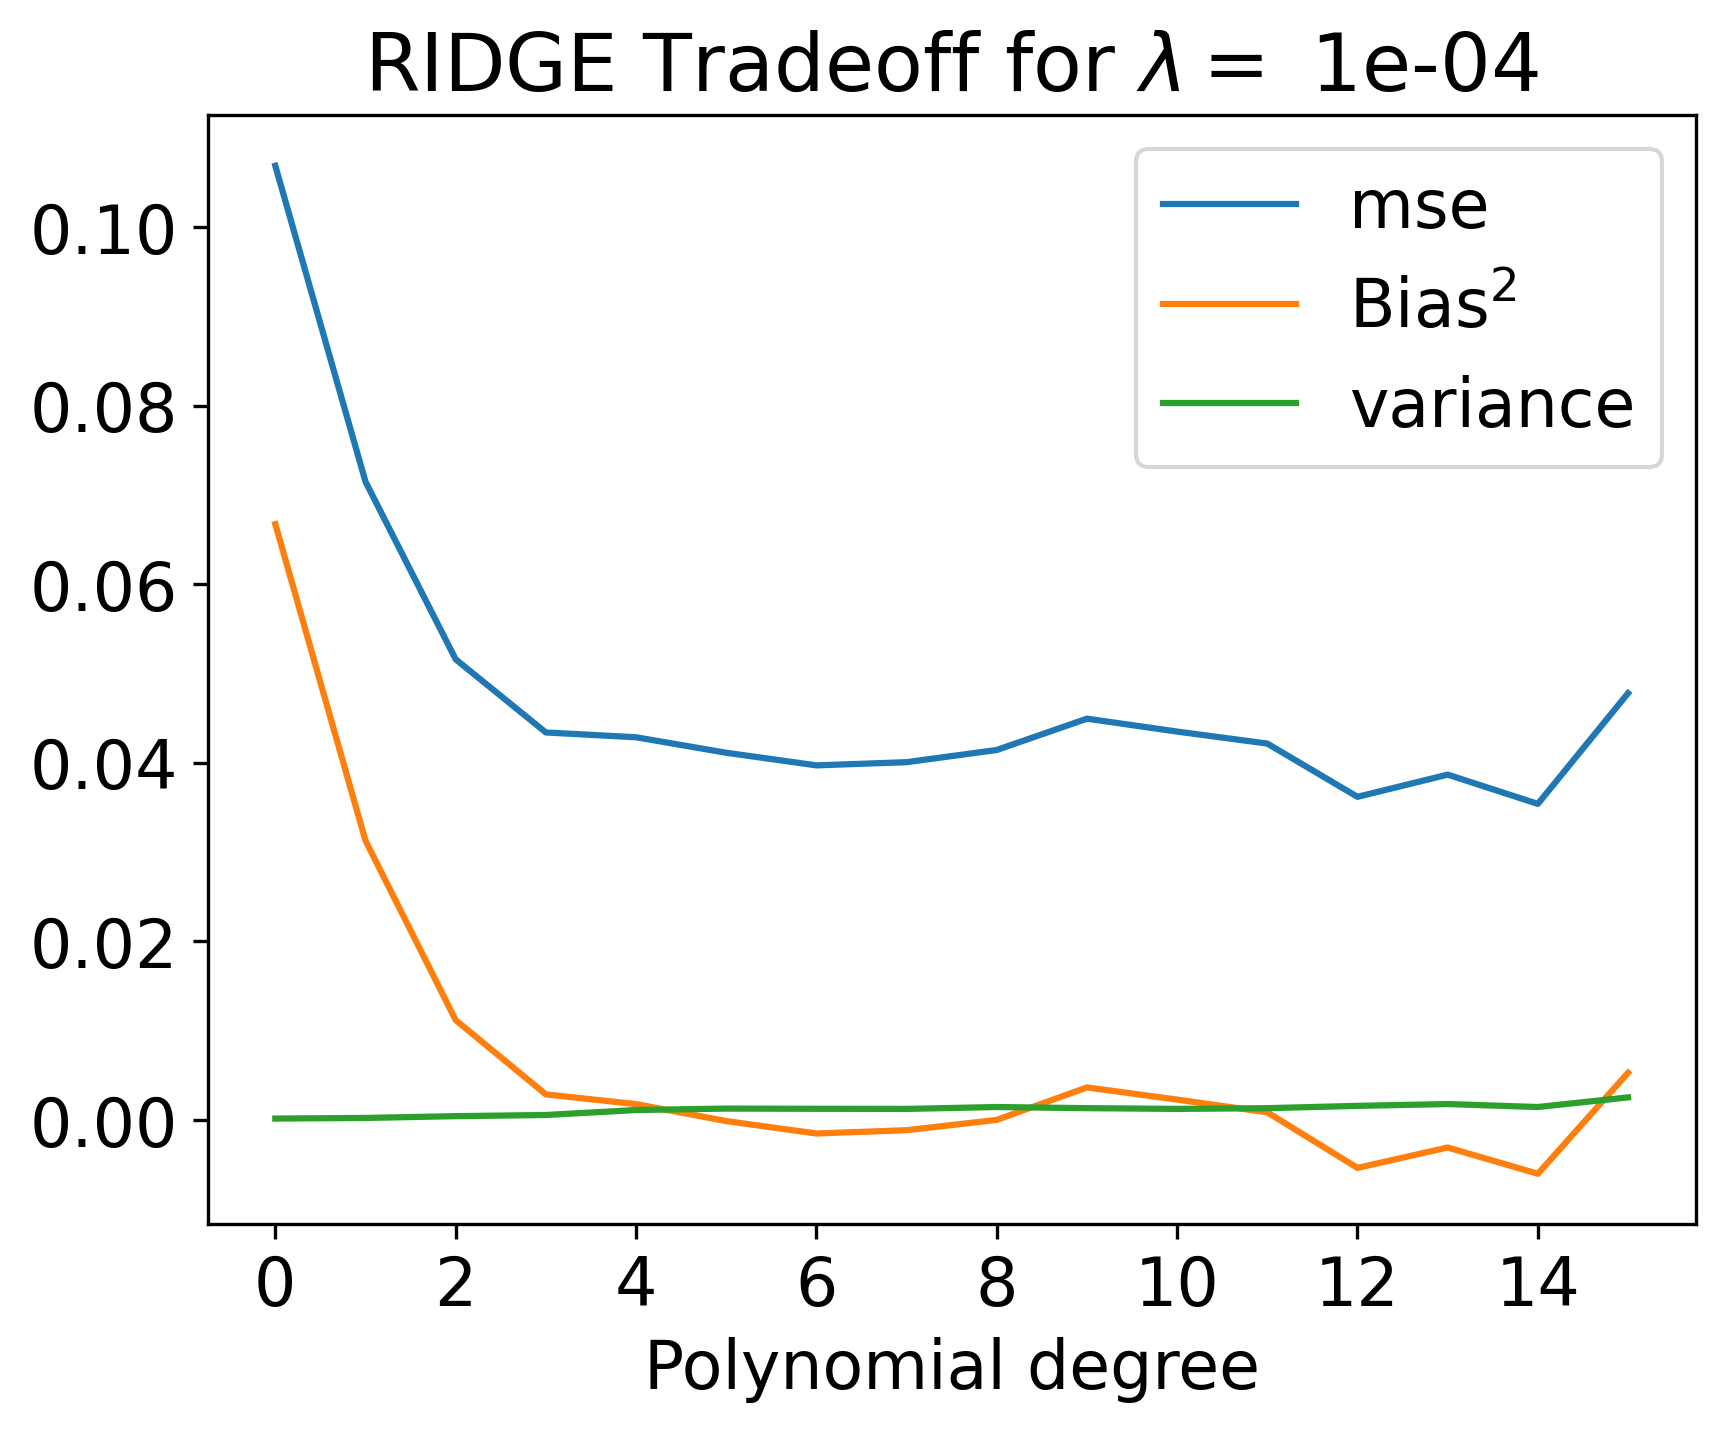 RIDGE Tradeoff for λ = 1e-04
mse
Bias²
variance
0.10
0.08
0.06
0.04
0.02
0.00
0 2 4 6 8 10 12 14
Polynomial degree